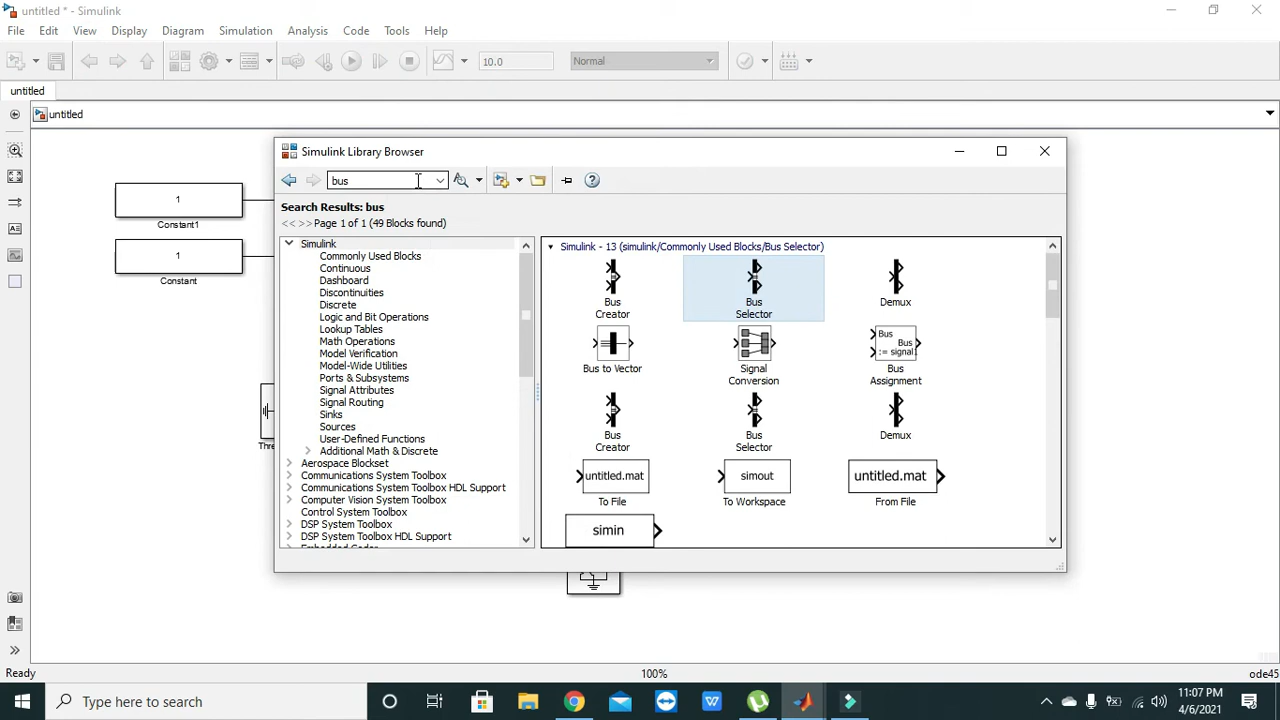 untitled * - Simulink
File Edit View Display Diagram Simulation Analysis Code Tools Help
10.0 Normal
untitled
untitled
Simulink Library Browser
bus
Search Results: bus
<< >> Page 1 of 1 (49 Blocks found)
Simulink
Commonly Used Blocks
Continuous
Dashboard
Discontinuities
Discrete
Logic and Bit Operations
Lookup Tables
Math Operations
Model Verification
Model-Wide Utilities
Ports & Subsystems
Signal Attributes
Signal Routing
Sinks
Sources
User-Defined Functions
Additional Math & Discrete
Aerospace Blockset
Communications System Toolbox
Communications System Toolbox HDL Support
Computer Vision System Toolbox
Control System Toolbox
DSP System Toolbox
DSP System Toolbox HDL Support
Simulink - 13 (simulink/Commonly Used Blocks/Bus Selector)
Bus
Creator
Bus
Selector
Demux
Bus to Vector
Signal
Conversion
Bus
Bus
:= signal1
Bus
Assignment
Bus
Creator
Bus
Selector
Demux
untitled.mat
To File
simout
To Workspace
untitled.mat
From File
simin
1
Constant1
1
Constant
Thre
Ready
100%
ode45
Type here to search
11:07 PM
4/6/2021